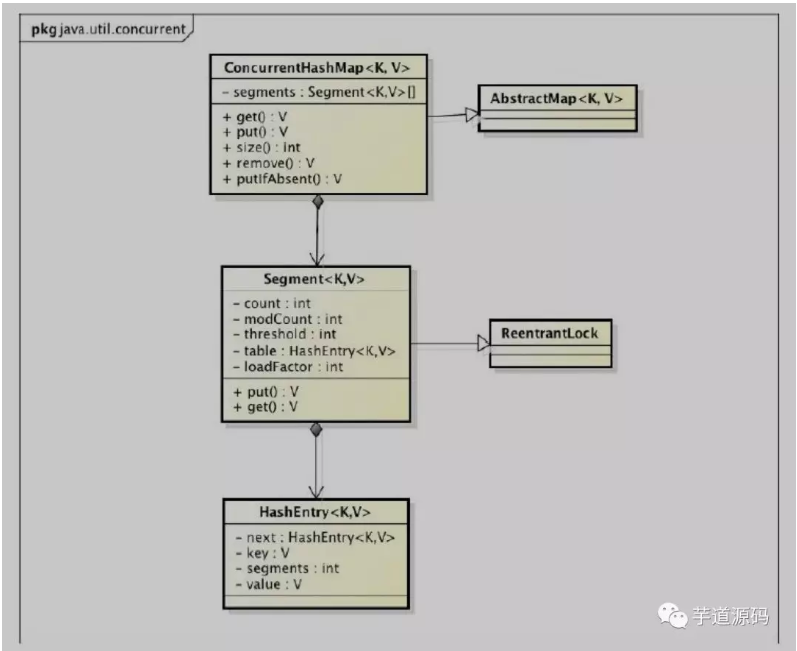 pkg java.util.concurrent
ConcurrentHashMap<K, V>
- segments : Segment<K,V>[]
+ get() : V
+ put() : V
+ size() : int
+ remove() : V
+ putIfAbsent() : V
AbstractMap<K, V>
Segment<K,V>
- count : int
- modCount : int
- threshold : int
- table : HashEntry<K,V>
- loadFactor : int
+ put() : V
+ get() : V
ReentrantLock
HashEntry<K,V>
- next : HashEntry<K,V>
- key : V
- segments : int
- value : V
芋道源码